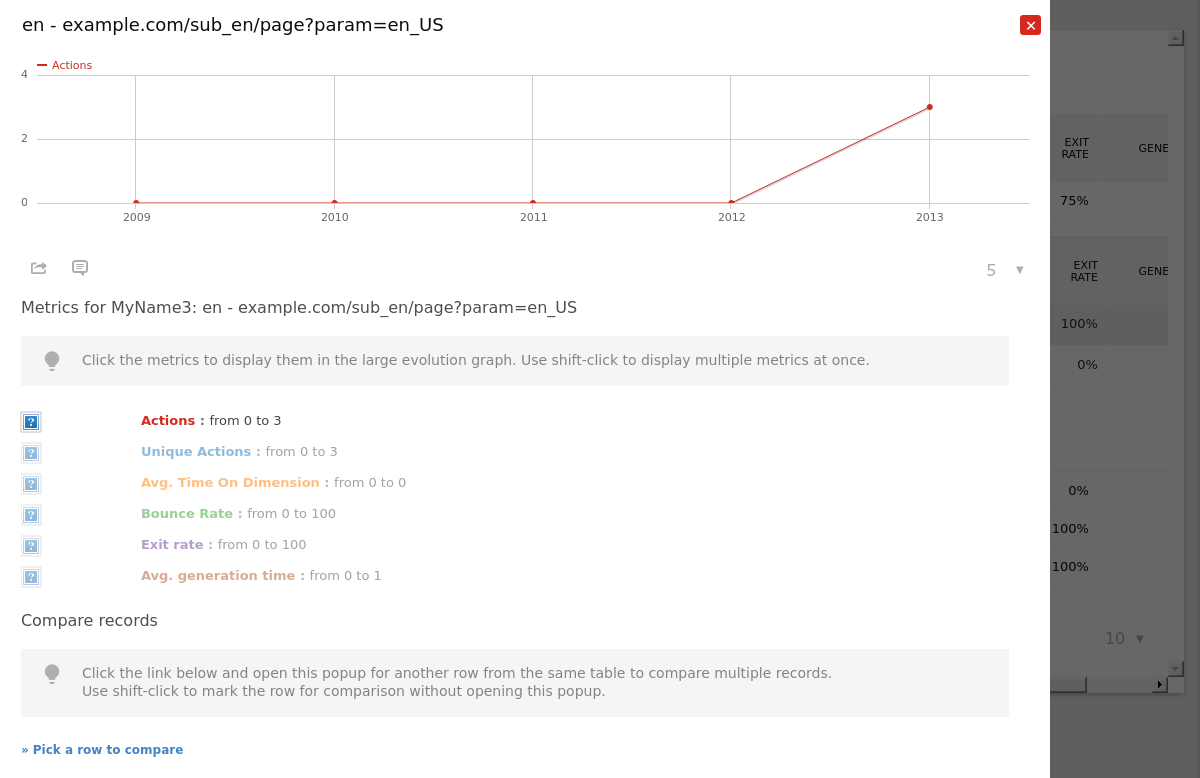 en - example.com/sub_en/page?param=en_US
Actions
4
2
0
2009 2010 2011 2012 2013
5
Metrics for MyName3: en - example.com/sub_en/page?param=en_US
Click the metrics to display them in the large evolution graph. Use shift-click to display multiple metrics at once.
Actions : from 0 to 3
Unique Actions : from 0 to 3
Avg. Time On Dimension : from 0 to 0
Bounce Rate : from 0 to 100
Exit rate : from 0 to 100
Avg. generation time : from 0 to 1
Compare records
Click the link below and open this popup for another row from the same table to compare multiple records.
Use shift-click to mark the row for comparison without opening this popup.
» Pick a row to compare
EXIT
RATE
GENE
75%
EXIT
RATE
GENE
100%
0%
0%
100%
100%
10